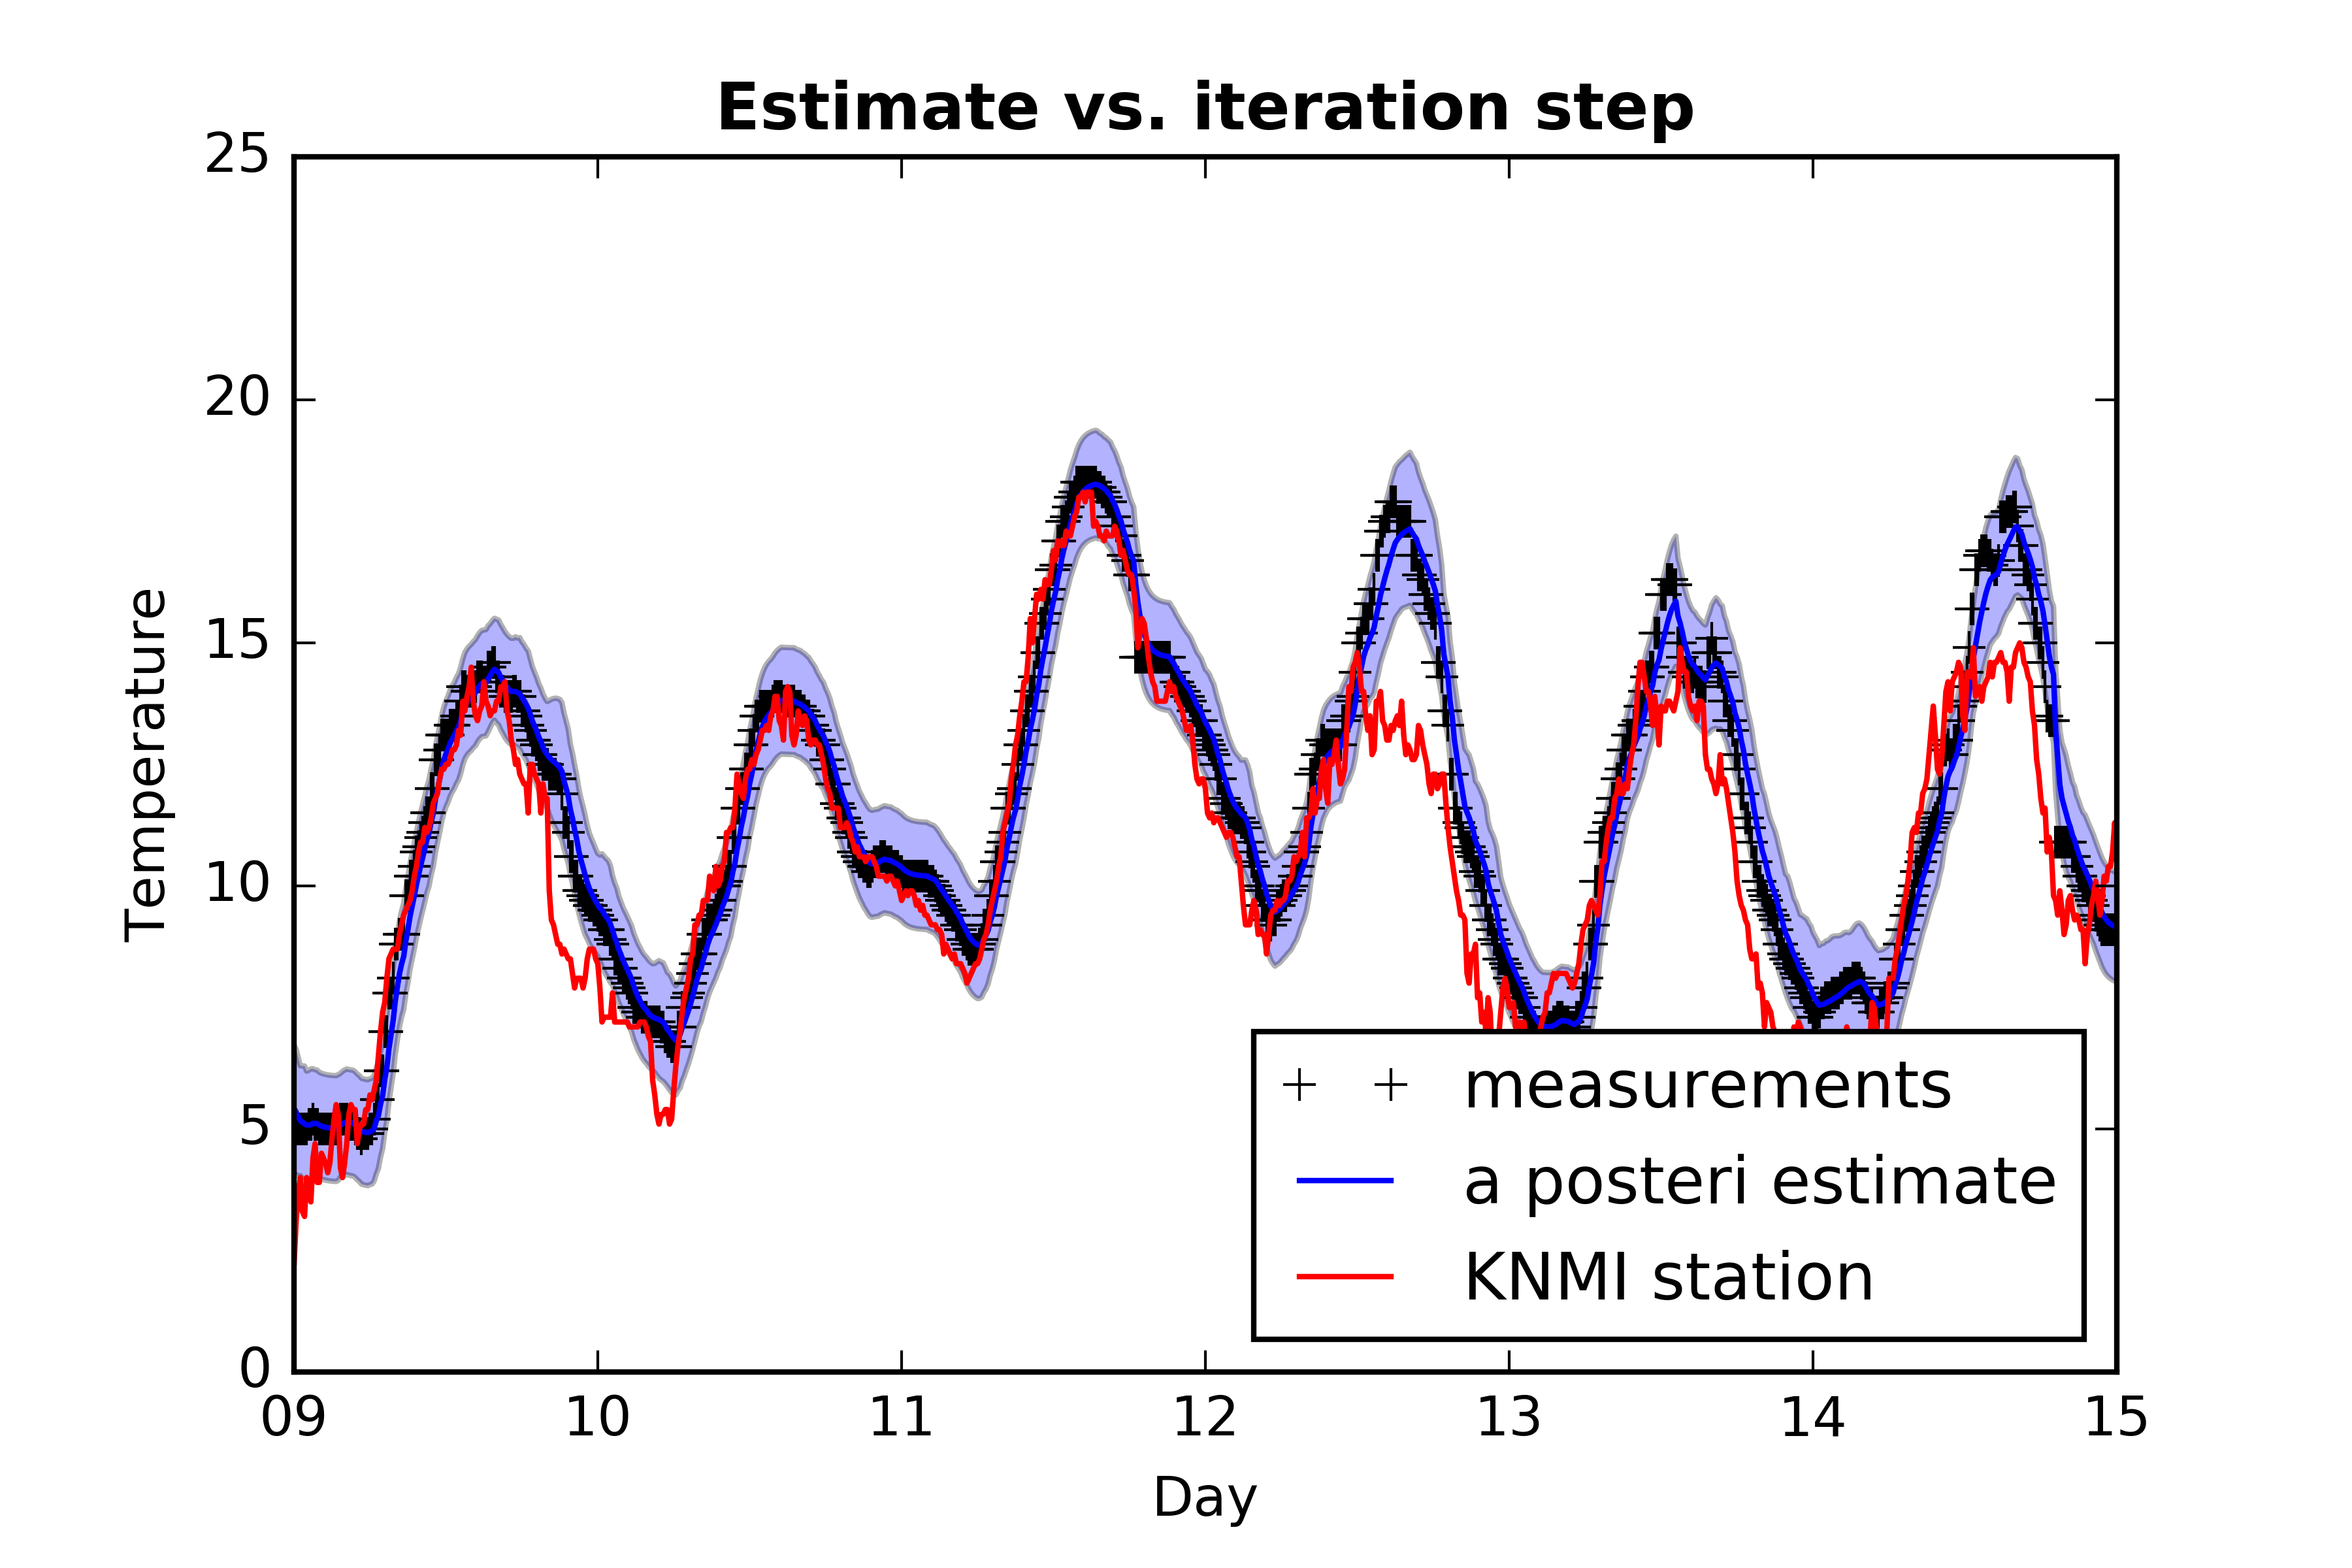 Estimate vs. iteration step
25
20
15
10
5
0
Temperature
measurements
a posteri estimate
KNMI station
09 10 11 12 13 14 15
Day